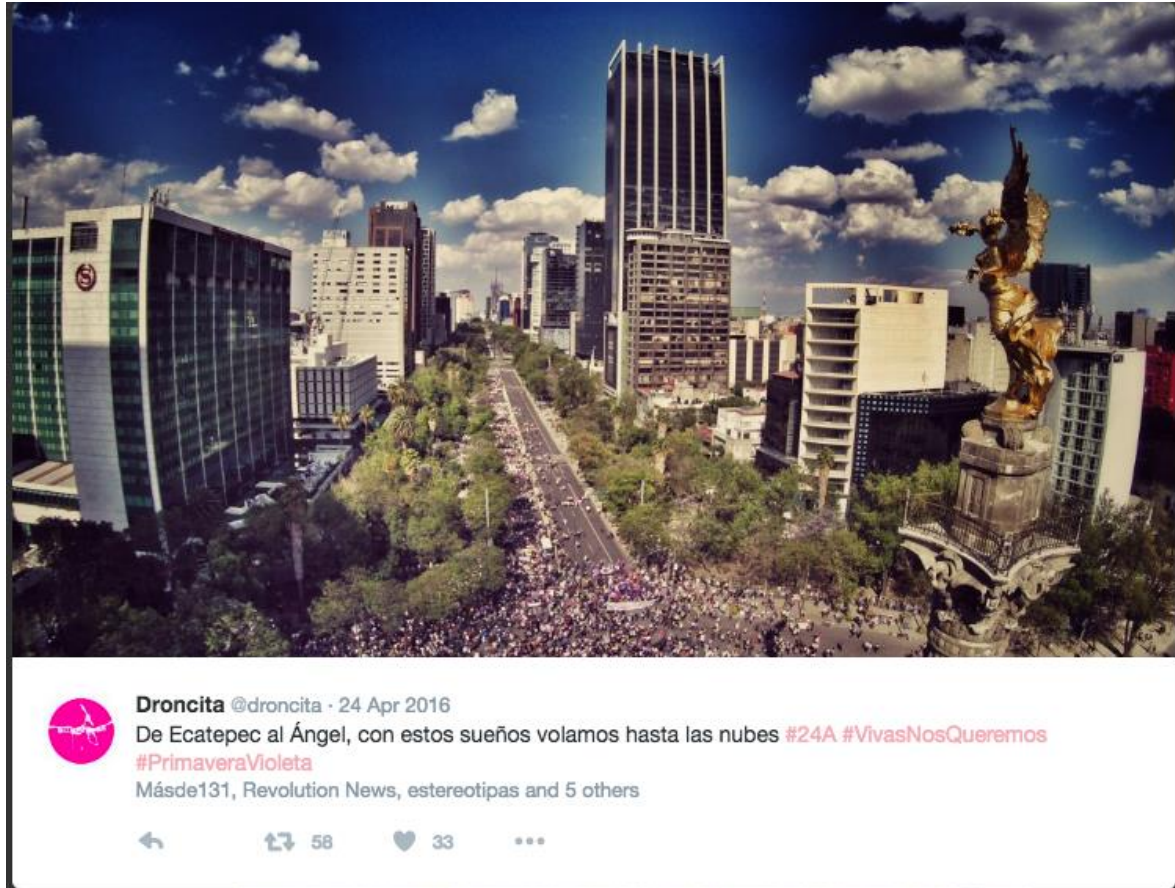 Droncita @droncita · 24 Apr 2016
De Ecatepec al Ángel, con estos sueños volamos hasta las nubes #24A #VivasNosQueremos
#PrimaveraVioleta
Másde131, Revolution News, estereotipas and 5 others
58 33